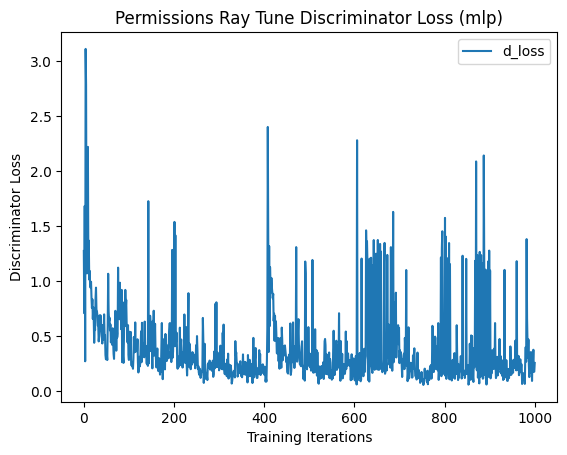 Permissions Ray Tune Discriminator Loss (mlp)
d_loss
Discriminator Loss
3.0
2.5
2.0
1.5
1.0
0.5
0.0
0 200 400 600 800 1000
Training Iterations